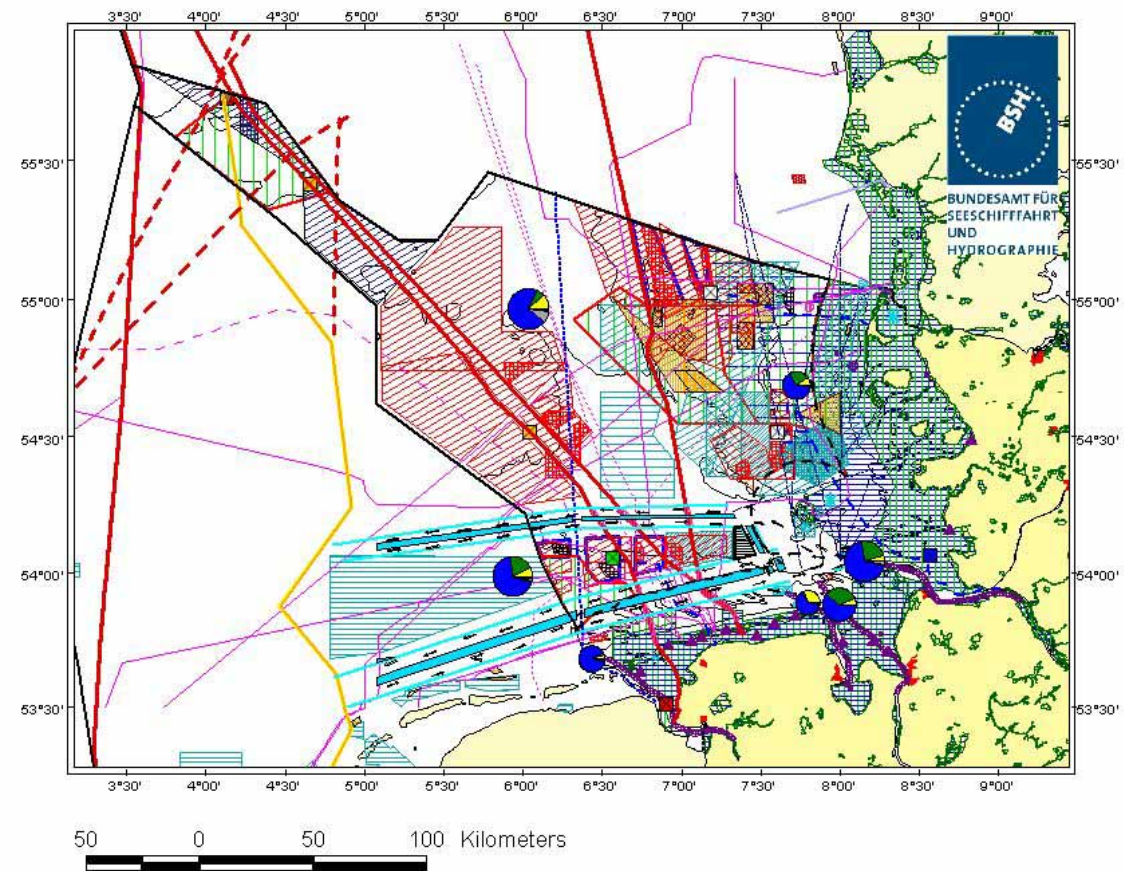 3°30' 4°00' 4°30' 5°00' 5°30' 6°00' 6°30' 7°00' 7°30' 8°00' 8°30' 9°00'
BSH
BUNDESAMT FÜR
SEESCHIFFFAHRT
UND
HYDROGRAPHIE
55°30' 55°30'
55°00' 55°00'
54°30' 54°30'
54°00' 54°00'
53°30' 53°30'
3°30' 4°00' 4°30' 5°00' 5°30' 6°00' 6°30' 7°00' 7°30' 8°00' 8°30' 9°00'
50 0 50 100 Kilometers